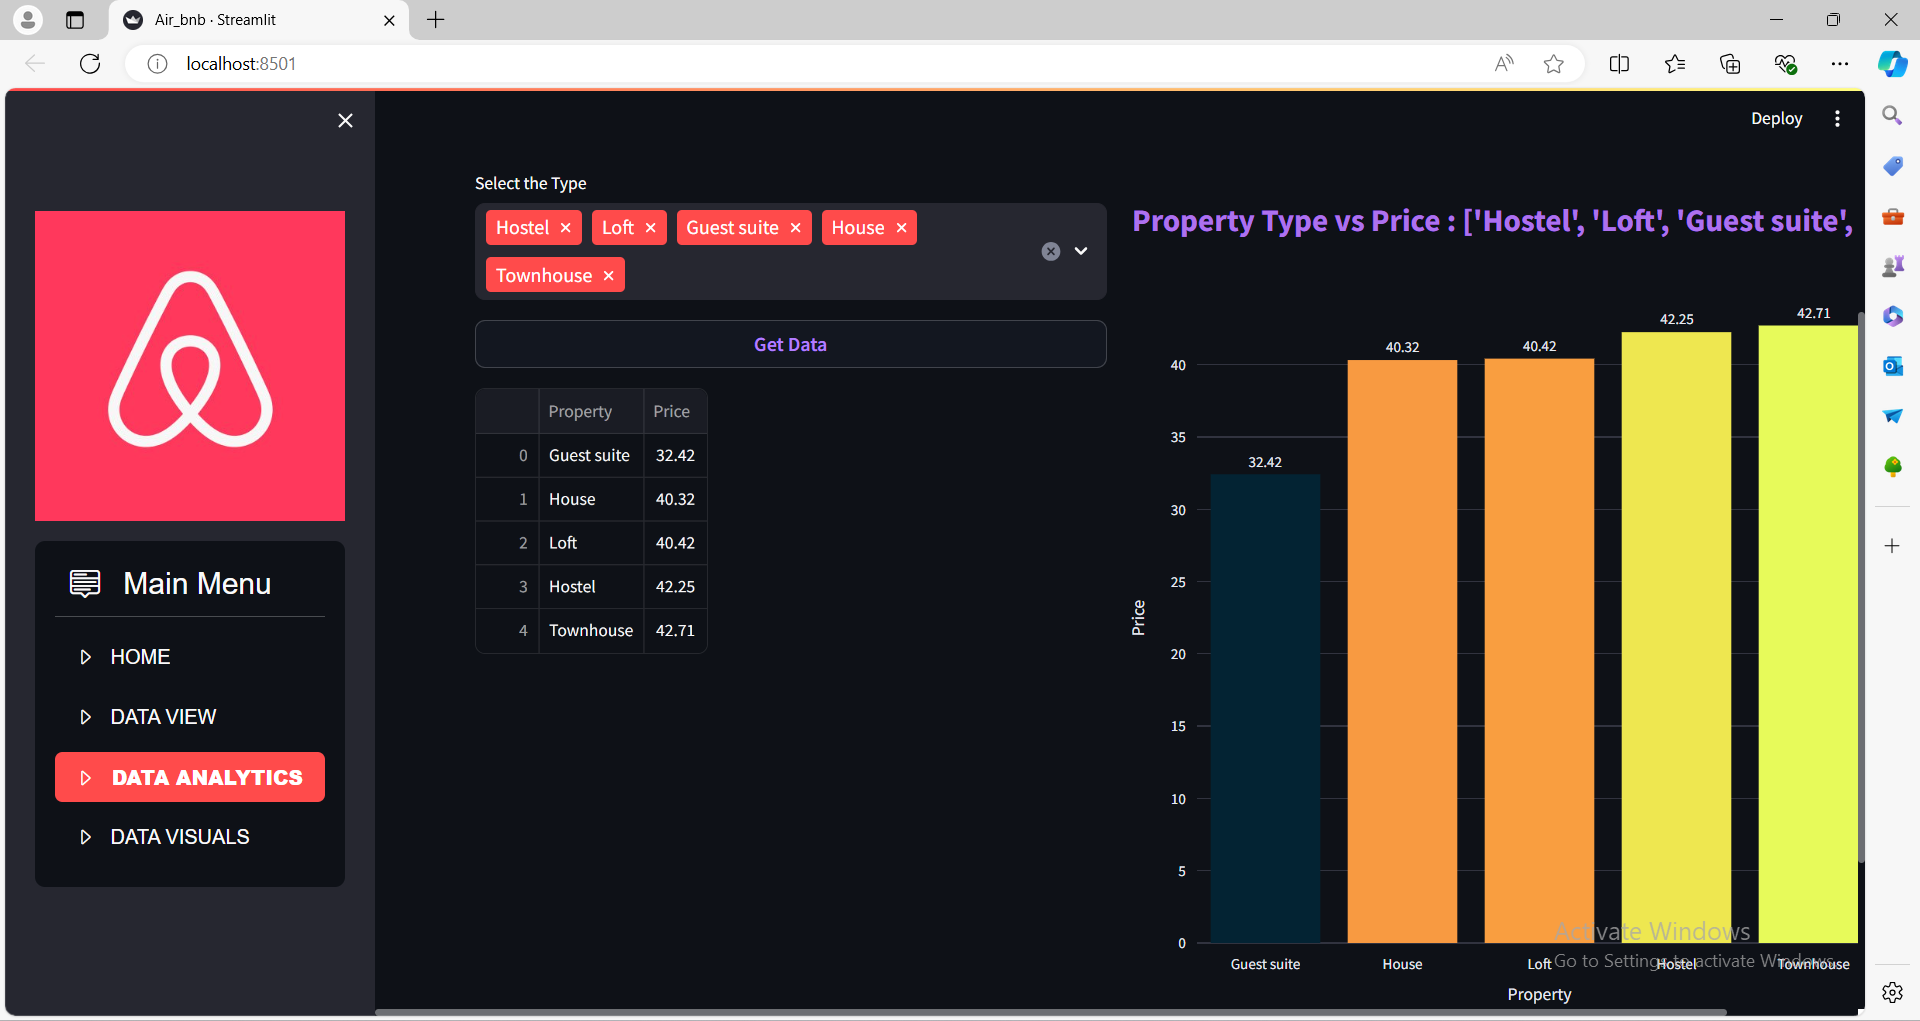 Air_bnb · Streamlit
localhost:8501
Deploy
Select the Type
Hostel
Loft
Guest suite
House
Townhouse
Get Data
Property Price
0 Guest suite 32.42
1 House 40.32
2 Loft 40.42
3 Hostel 42.25
4 Townhouse 42.71
Main Menu
HOME
DATA VIEW
DATA ANALYTICS
DATA VISUALS
Property Type vs Price : ['Hostel', 'Loft', 'Guest suite',
32.42
40.32
40.42
42.25
42.71
40
35
30
25
20
15
10
5
0
Price
Guest suite
House
Loft
Hostel
Townhouse
Property
Activate Windows
Go to Settings to activate Windows.